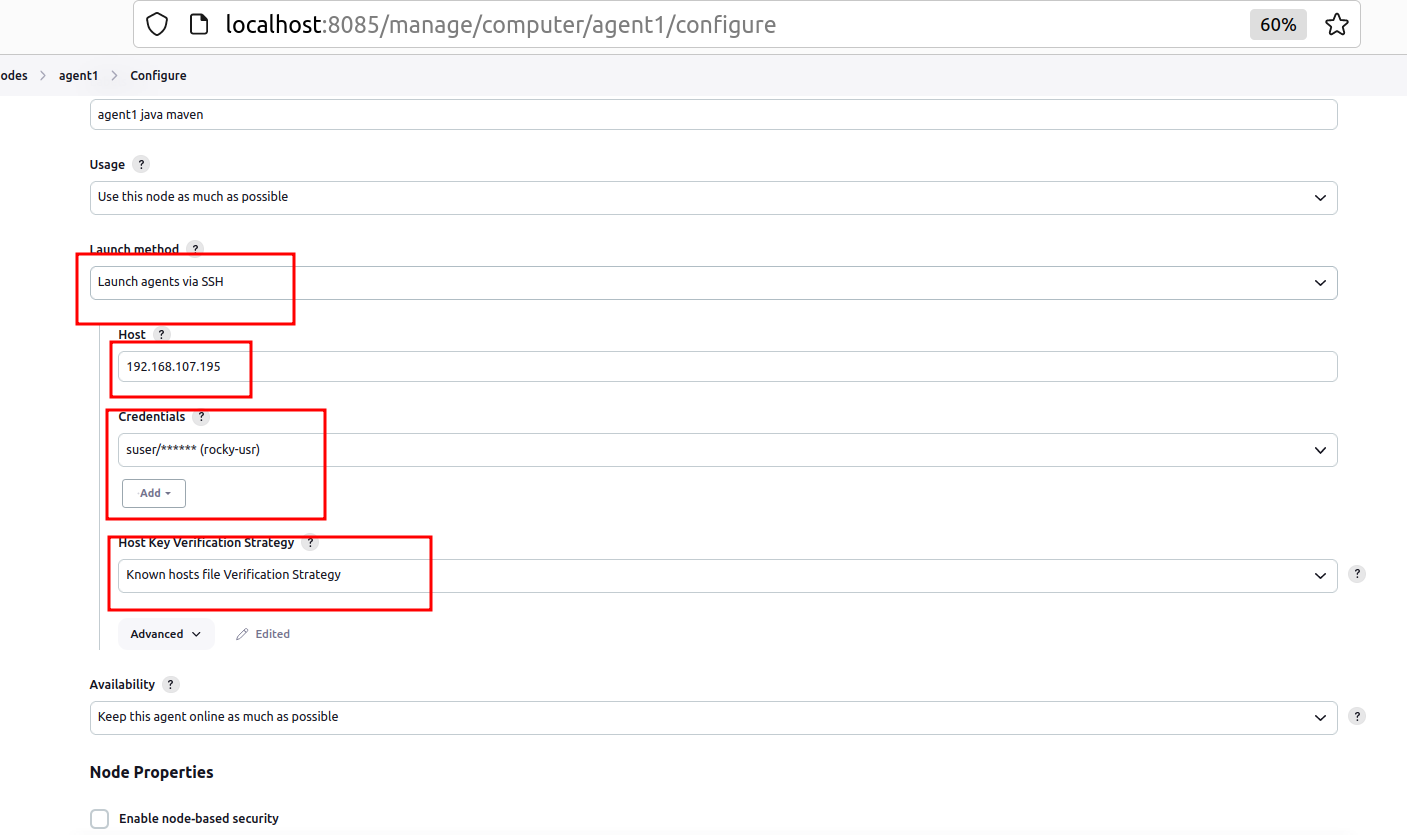 localhost:8085/manage/computer/agent1/configure 60%
odes agent1 Configure
agent1 java maven
Usage ?
Use this node as much as possible
Launch method ?
Launch agents via SSH
Host ?
192.168.107.195
Credentials ?
suser/****** (rocky-usr)
Add
Host Key Verification Strategy ?
Known hosts file Verification Strategy
?
Advanced Edited
Availability ?
Keep this agent online as much as possible
?
Node Properties
Enable node-based security